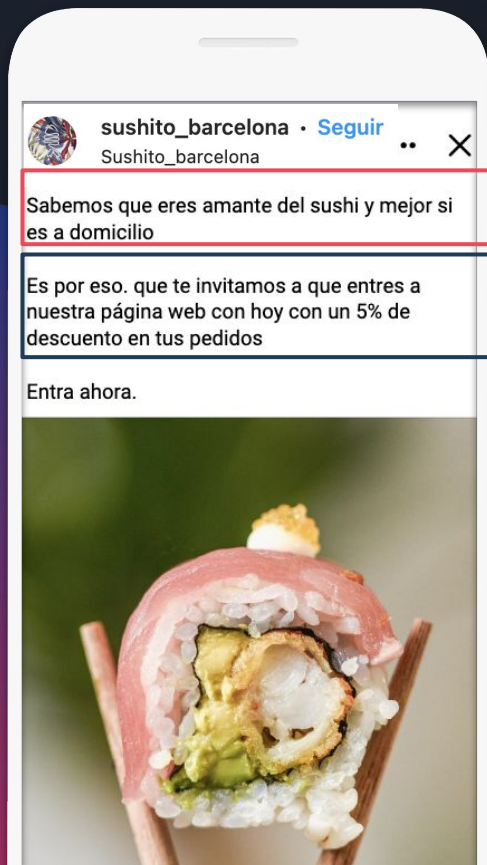 sushito_barcelona • Seguir
Sushito_barcelona
Sabemos que eres amante del sushi y mejor si
es a domicilio
Es por eso. que te invitamos a que entres a
nuestra página web con hoy con un 5% de
descuento en tus pedidos
Entra ahora.